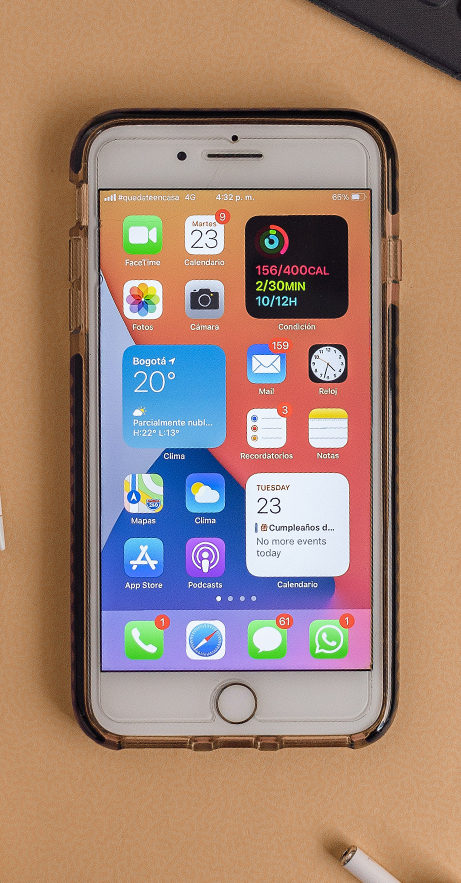 #quedateencasa 4G 4:32 p. m. 65%
FaceTime
9
Martes
23
Calendario
156/400CAL
2/30MIN
10/12H
Condición
Fotos
Cámara
Bogotá
20°
Parcialmente nubl...
H:22° L:13°
Clima
159
Mail
Reloj
3
Recordatorios
Notas
Mapas
Clima
TUESDAY
23
Cumpleaños d...
No more events
today
Calendario
App Store
Podcasts
1
61
1